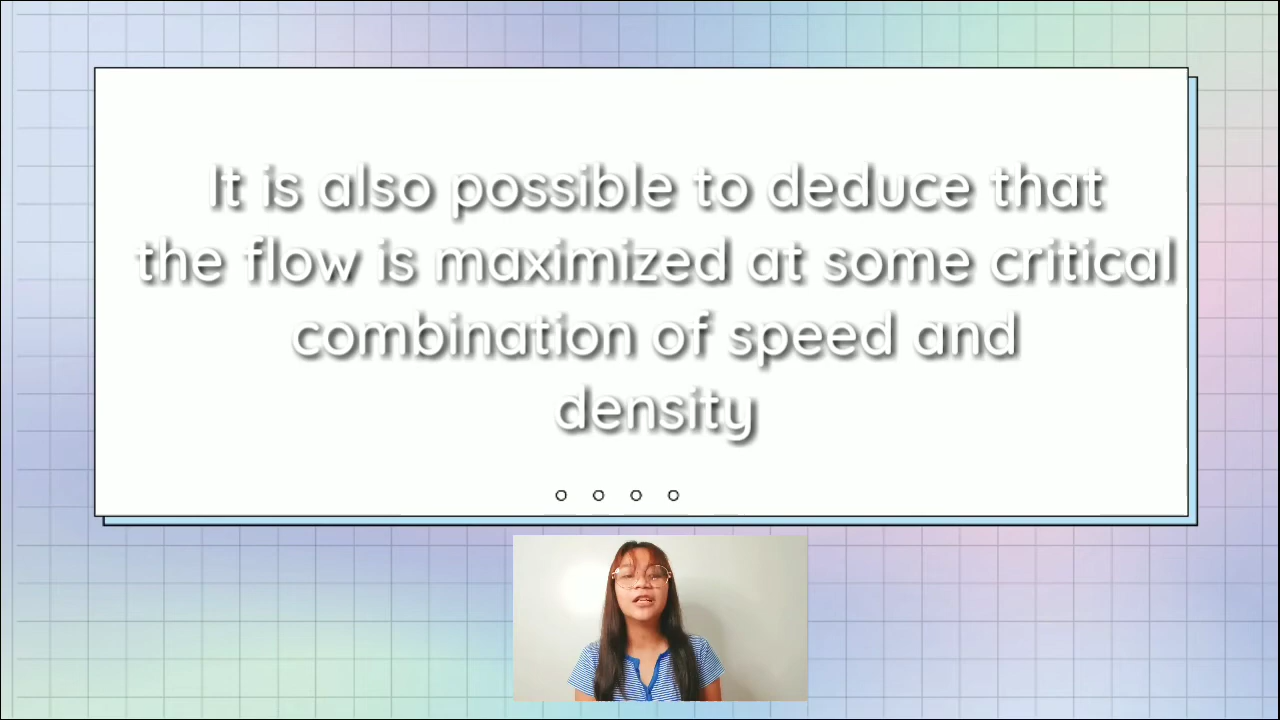 It is also possible to deduce that
the flow is maximized at some critical
combination of speed and
density